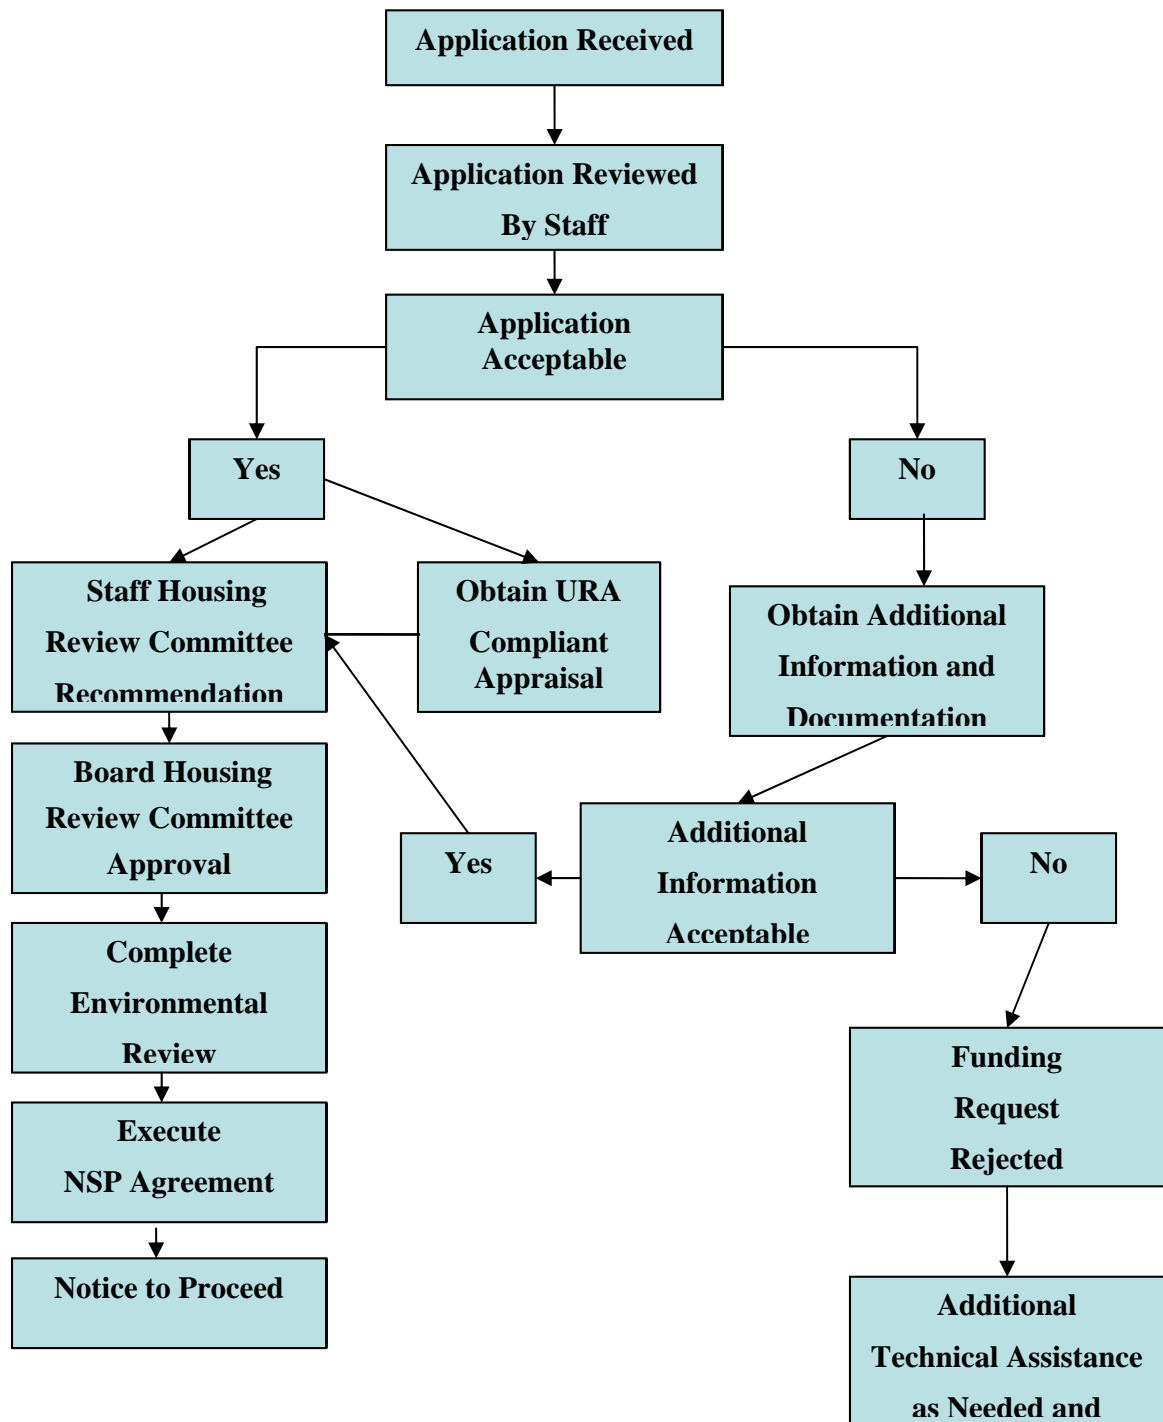 Application Received
Application Reviewed
By Staff
Application
Acceptable
Yes
No
Staff Housing
Review Committee
Recommendation
Obtain URA
Compliant
Appraisal
Obtain Additional
Information and
Documentation
Board Housing
Review Committee
Approval
Yes
Additional
Information
Acceptable
No
Complete
Environmental
Review
Funding
Request
Rejected
Execute
NSP Agreement
Notice to Proceed
Additional
Technical Assistance
as Needed and